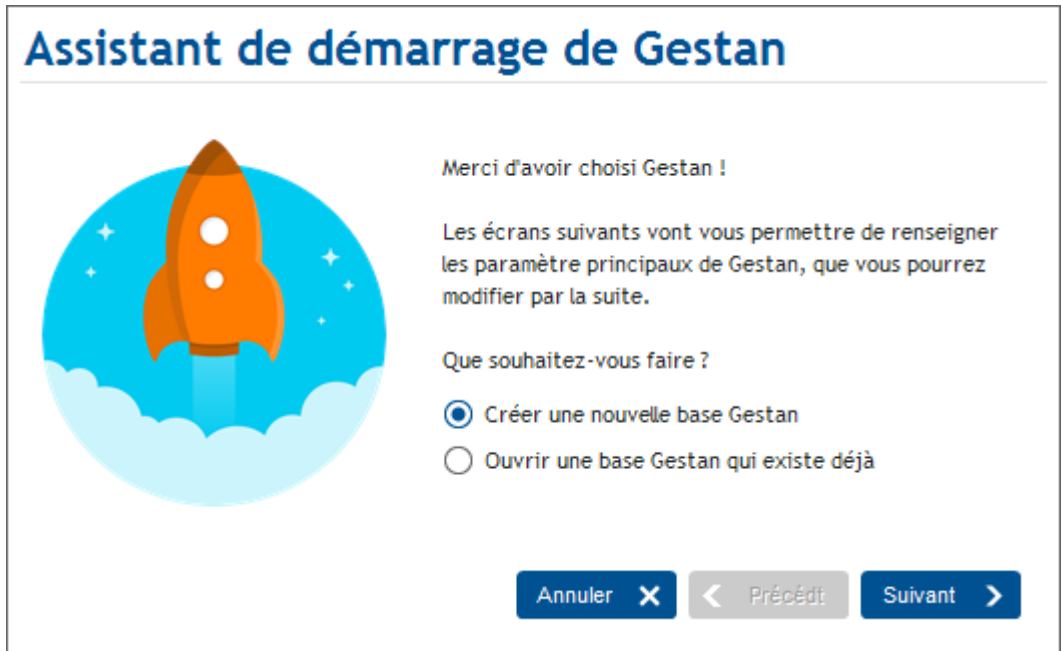 Assistant de démarrage de Gestan
Merci d'avoir choisi Gestan !
Les écrans suivants vont vous permettre de renseigner
les paramètre principaux de Gestan, que vous pourrez
modifier par la suite.
Que souhaitez-vous faire ?
Créer une nouvelle base Gestan
Ouvrir une base Gestan qui existe déjà
Annuler
Précédt
Suivant